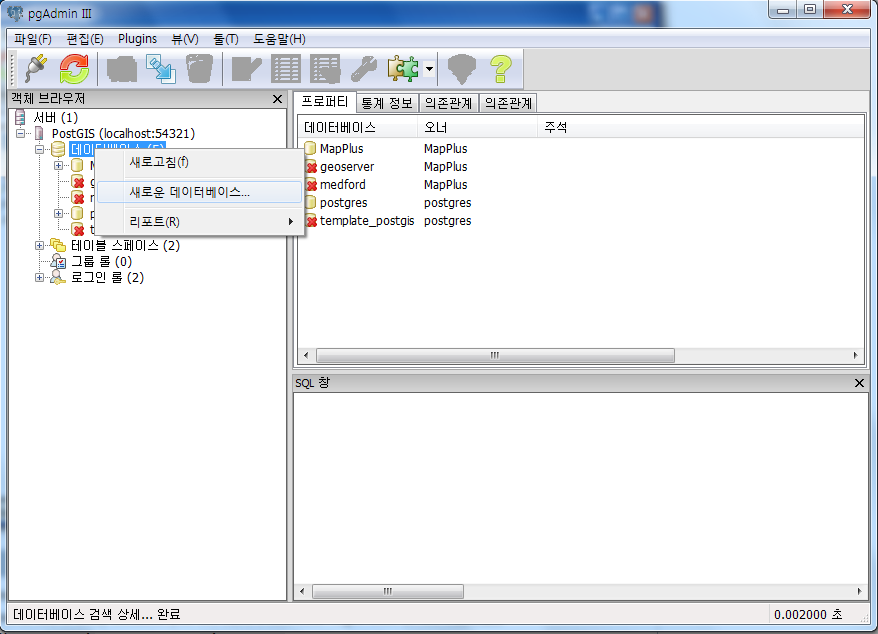 pgAdmin III
파일(F) 편집(E) Plugins 뷰(V) 툴(T) 도움말(H)
객체 브라우저
서버 (1)
PostGIS (localhost:54321)
데이터베이스 (5)
새로고침(f)
새로운 데이터베이스...
리포트(R)
테이블 스페이스 (2)
그룹 롤 (0)
로그인 롤 (2)
프로퍼티 통계 정보 의존관계 의존관계
데이터베이스 오너 주석
MapPlus MapPlus
geoserver MapPlus
medford MapPlus
postgres postgres
template_postgis postgres
SQL 창
데이터베이스 검색 상세... 완료 0.002000 초